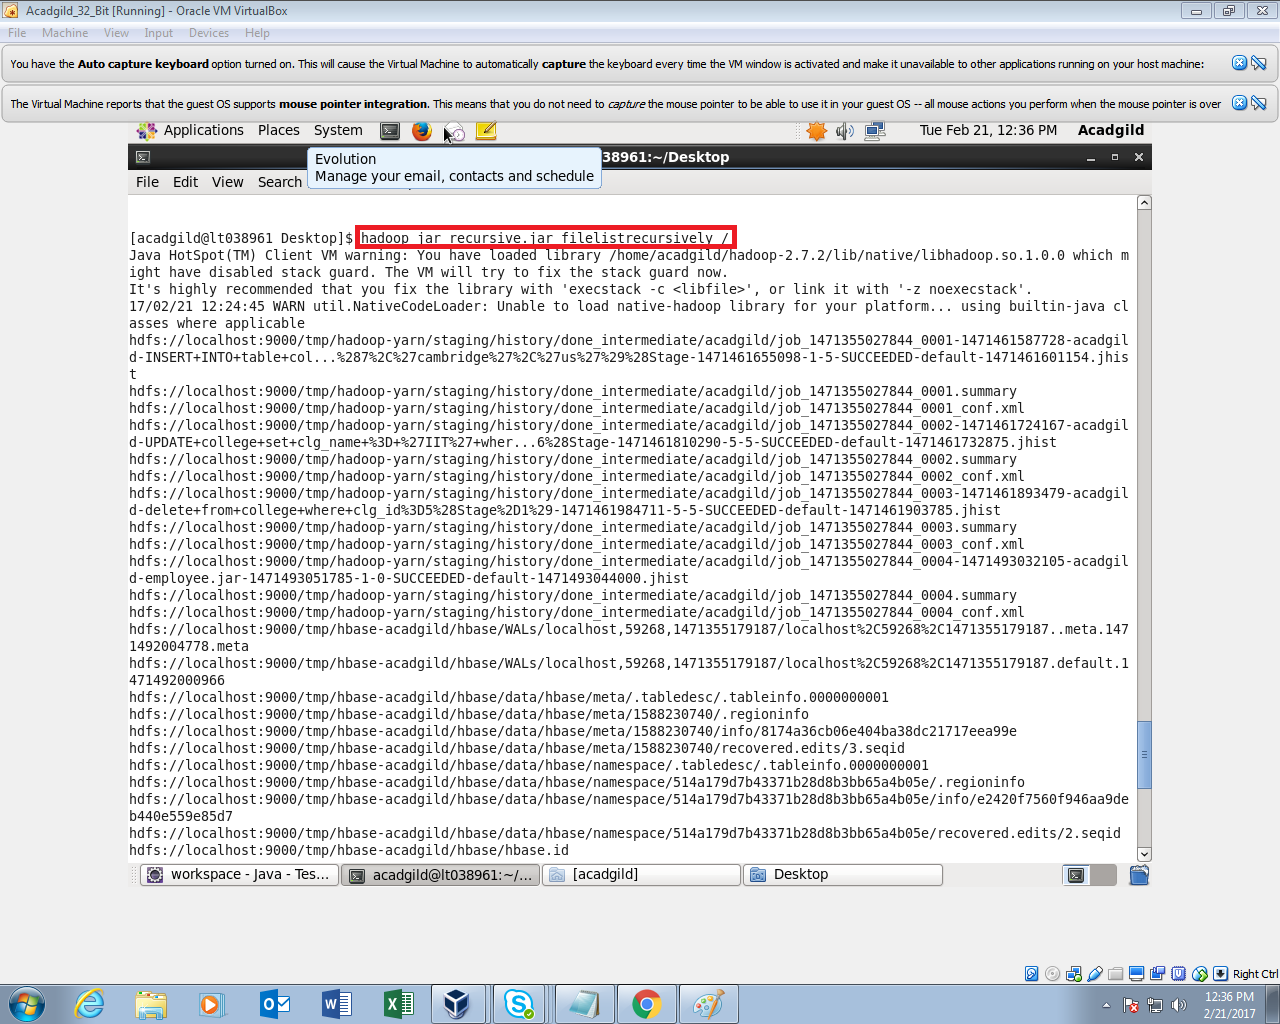 Acadgild_32_Bit [Running] - Oracle VM VirtualBox
File Machine View Input Devices Help
You have the Auto capture keyboard option turned on. This will cause the Virtual Machine to automatically capture the keyboard every time the VM window is activated and make it unavailable to other applications running on your host machine:
The Virtual Machine reports that the guest OS supports mouse pointer integration. This means that you do not need to capture the mouse pointer to be able to use it in your guest OS -- all mouse actions you perform when the mouse pointer is over
Applications Places System Tue Feb 21, 12:36 PM Acadgild
038961:~/Desktop
Evolution
Manage your email, contacts and schedule
File Edit View Search
[acadgild@lt038961 Desktop]$ hadoop jar recursive.jar filelistrecursively /
Java HotSpot(TM) Client VM warning: You have loaded library /home/acadgild/hadoop-2.7.2/lib/native/libhadoop.so.1.0.0 which m
ight have disabled stack guard. The VM will try to fix the stack guard now.
It's highly recommended that you fix the library with 'execstack -c <libfile>', or link it with '-z noexecstack'.
17/02/21 12:24:45 WARN util.NativeCodeLoader: Unable to load native-hadoop library for your platform... using builtin-java cl
asses where applicable
hdfs://localhost:9000/tmp/hadoop-yarn/staging/history/done_intermediate/acadgild/job_1471355027844_0001-1471461587728-acadgil
d-INSERT+INTO+table+col...%287%2C%27cambridge%27%2C%27us%27%29%28Stage-1471461655098-1-5-SUCCEEDED-default-1471461601154.jhis
t
hdfs://localhost:9000/tmp/hadoop-yarn/staging/history/done_intermediate/acadgild/job_1471355027844_0001.summary
hdfs://localhost:9000/tmp/hadoop-yarn/staging/history/done_intermediate/acadgild/job_1471355027844_0001_conf.xml
hdfs://localhost:9000/tmp/hadoop-yarn/staging/history/done_intermediate/acadgild/job_1471355027844_0002-1471461724167-acadgil
d-UPDATE+college+set+clg_name+%3D+%27IIT%27+wher...6%28Stage-1471461810290-5-5-SUCCEEDED-default-1471461732875.jhist
hdfs://localhost:9000/tmp/hadoop-yarn/staging/history/done_intermediate/acadgild/job_1471355027844_0002.summary
hdfs://localhost:9000/tmp/hadoop-yarn/staging/history/done_intermediate/acadgild/job_1471355027844_0002_conf.xml
hdfs://localhost:9000/tmp/hadoop-yarn/staging/history/done_intermediate/acadgild/job_1471355027844_0003-1471461893479-acadgil
d-delete+from+college+where+clg_id%3D5%28Stage%2D1%29-1471461984711-5-5-SUCCEEDED-default-1471461903785.jhist
hdfs://localhost:9000/tmp/hadoop-yarn/staging/history/done_intermediate/acadgild/job_1471355027844_0003.summary
hdfs://localhost:9000/tmp/hadoop-yarn/staging/history/done_intermediate/acadgild/job_1471355027844_0003_conf.xml
hdfs://localhost:9000/tmp/hadoop-yarn/staging/history/done_intermediate/acadgild/job_1471355027844_0004-1471493032105-acadgil
d-employee.jar-1471493051785-1-0-SUCCEEDED-default-1471493044000.jhist
hdfs://localhost:9000/tmp/hadoop-yarn/staging/history/done_intermediate/acadgild/job_1471355027844_0004.summary
hdfs://localhost:9000/tmp/hadoop-yarn/staging/history/done_intermediate/acadgild/job_1471355027844_0004_conf.xml
hdfs://localhost:9000/tmp/hbase-acadgild/hbase/WALs/localhost,59268,1471355179187/localhost%2C59268%2C1471355179187..meta.147
1492004778.meta
hdfs://localhost:9000/tmp/hbase-acadgild/hbase/WALs/localhost,59268,1471355179187/localhost%2C59268%2C1471355179187.default.1
471492000966
hdfs://localhost:9000/tmp/hbase-acadgild/hbase/data/hbase/meta/.tabledesc/.tableinfo.0000000001
hdfs://localhost:9000/tmp/hbase-acadgild/hbase/data/hbase/meta/1588230740/.regioninfo
hdfs://localhost:9000/tmp/hbase-acadgild/hbase/data/hbase/meta/1588230740/info/8174a36cb06e404ba38dc21717eea99e
hdfs://localhost:9000/tmp/hbase-acadgild/hbase/data/hbase/meta/1588230740/recovered.edits/3.seqid
hdfs://localhost:9000/tmp/hbase-acadgild/hbase/data/hbase/namespace/.tabledesc/.tableinfo.0000000001
hdfs://localhost:9000/tmp/hbase-acadgild/hbase/data/hbase/namespace/514a179d7b43371b28d8b3bb65a4b05e/.regioninfo
hdfs://localhost:9000/tmp/hbase-acadgild/hbase/data/hbase/namespace/514a179d7b43371b28d8b3bb65a4b05e/info/e2420f7560f946aa9de
b440e559e85d7
hdfs://localhost:9000/tmp/hbase-acadgild/hbase/data/hbase/namespace/514a179d7b43371b28d8b3bb65a4b05e/recovered.edits/2.seqid
hdfs://localhost:9000/tmp/hbase-acadgild/hbase/hbase.id
workspace - Java - Tes... acadgild@lt038961:~/... [acadgild] Desktop
Right Ctrl
12:36 PM
2/21/2017